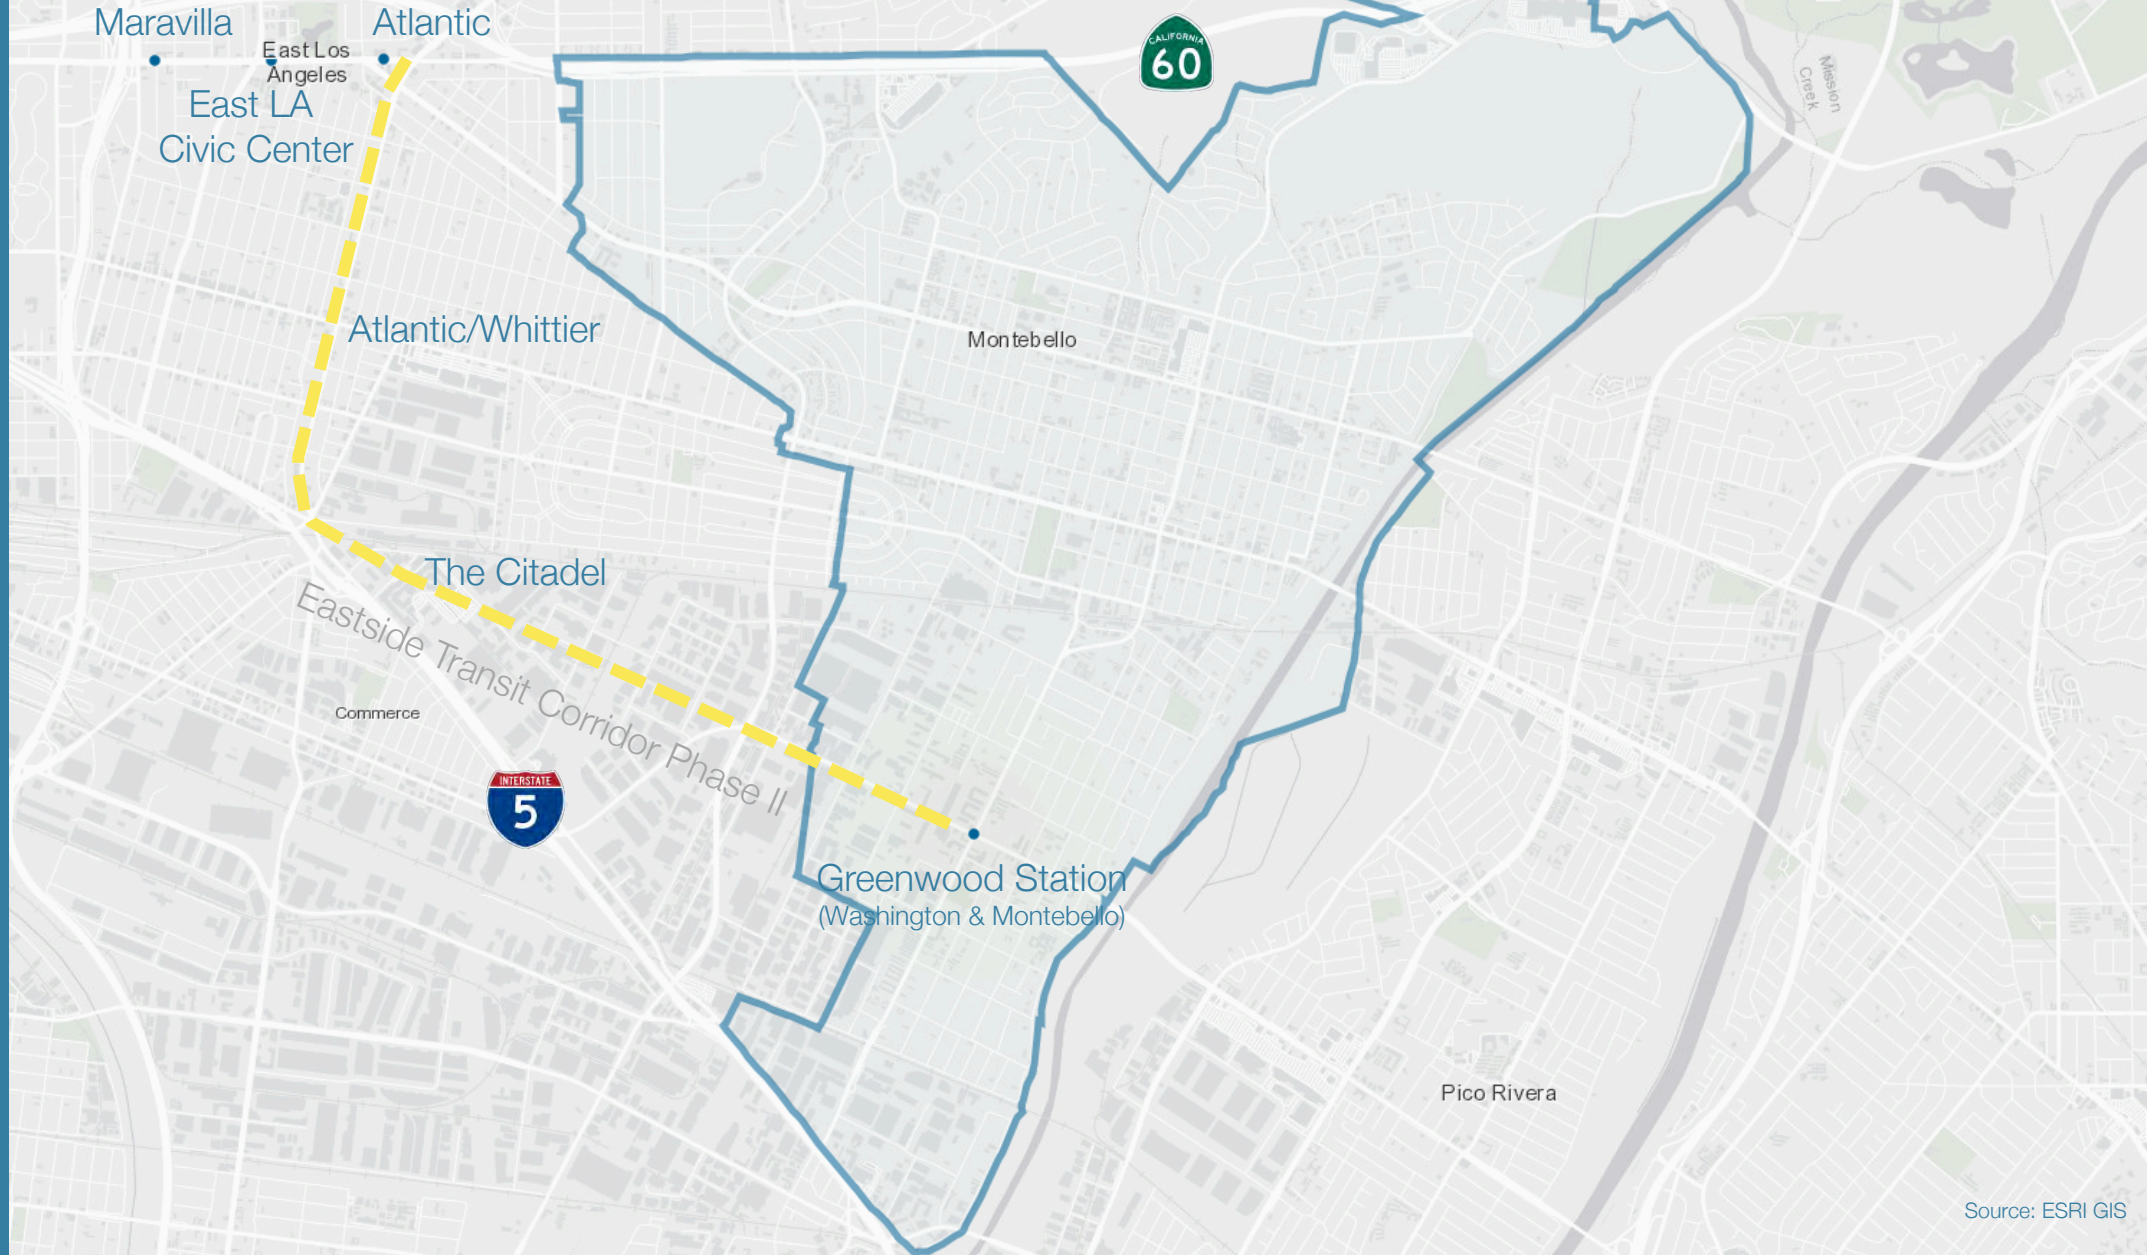 Maravilla
Atlantic
East Los
Angeles
East LA
Civic Center
CALIFORNIA
60
Mission
Creek
Atlantic/Whittier
Montebello
The Citadel
Eastside Transit Corridor Phase II
Commerce
INTERSTATE
5
Greenwood Station
(Washington & Montebello)
Pico Rivera
Source: ESRI GIS